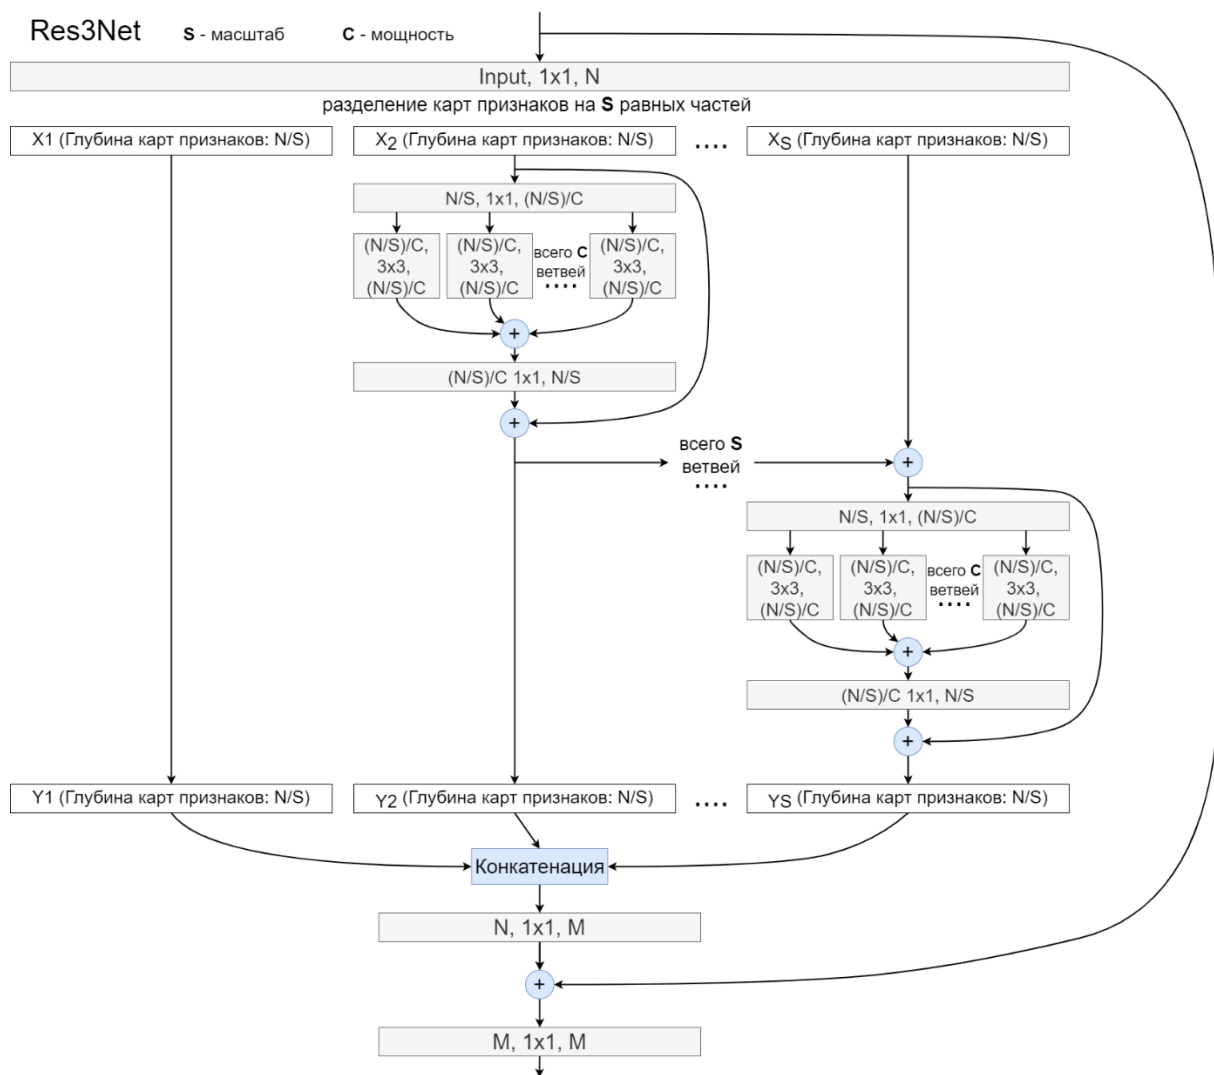 Res3Net S - масштаб C - мощность
Input, 1x1, N
разделение карт признаков на S равных частей
X1 (Глубина карт признаков: N/S) X2 (Глубина карт признаков: N/S) .... XS (Глубина карт признаков: N/S)
N/S, 1x1, (N/S)/C
(N/S)/C, (N/S)/C, всего C (N/S)/C,
3x3, 3x3, ветвей 3x3,
(N/S)/C (N/S)/C .... (N/S)/C
+
(N/S)/C 1x1, N/S
+
всего S
ветвей +
....
N/S, 1x1, (N/S)/C
(N/S)/C, (N/S)/C, всего C (N/S)/C,
3x3, 3x3, ветвей 3x3,
(N/S)/C (N/S)/C .... (N/S)/C
+
(N/S)/C 1x1, N/S
+
Y1 (Глубина карт признаков: N/S) Y2 (Глубина карт признаков: N/S) .... YS (Глубина карт признаков: N/S)
Конкатенация
N, 1x1, M
+
M, 1x1, M